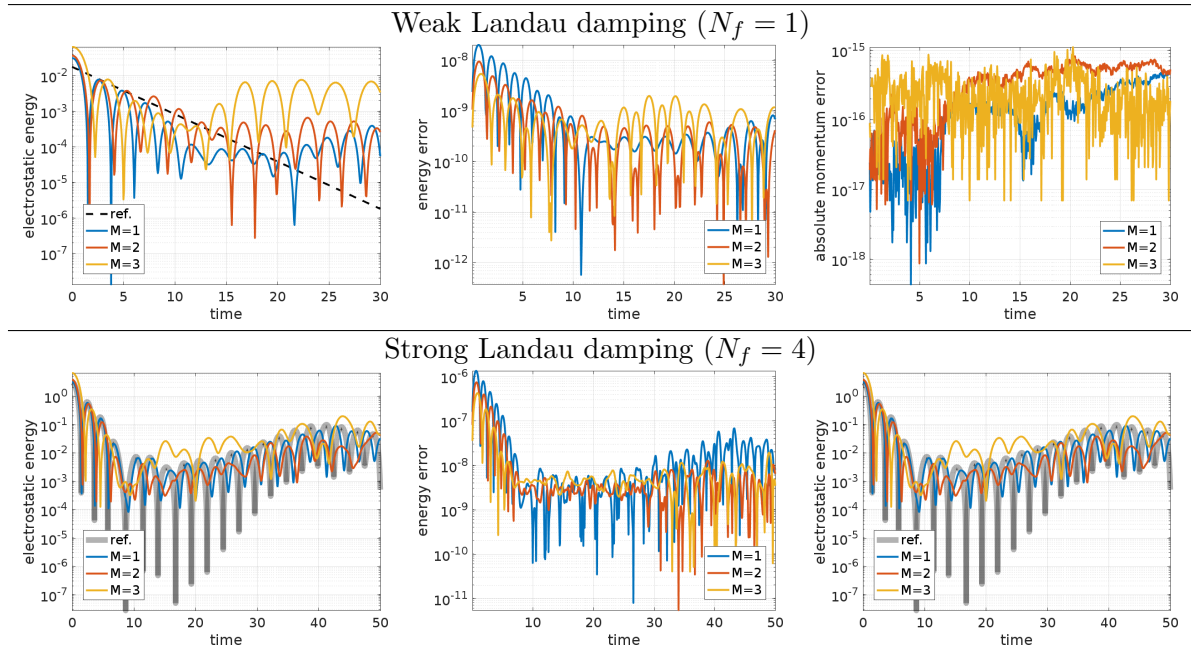 Weak Landau damping (N_f = 1)
electrostatic energy
10^-2
10^-3
10^-4
10^-5
10^-6
10^-7
ref.
M=1
M=2
M=3
0 5 10 15 20 25 30
time
energy error
10^-8
10^-9
10^-10
10^-11
10^-12
M=1
M=2
M=3
5 10 15 20 25 30
time
absolute momentum error
10^-15
10^-16
10^-17
10^-18
M=1
M=2
M=3
5 10 15 20 25 30
time
Strong Landau damping (N_f = 4)
electrostatic energy
10^0
10^-1
10^-2
10^-3
10^-4
10^-5
10^-6
10^-7
ref.
M=1
M=2
M=3
0 10 20 30 40 50
time
energy error
10^-6
10^-7
10^-8
10^-9
10^-10
10^-11
M=1
M=2
M=3
10 20 30 40 50
time
electrostatic energy
10^0
10^-1
10^-2
10^-3
10^-4
10^-5
10^-6
10^-7
ref.
M=1
M=2
M=3
0 10 20 30 40 50
time